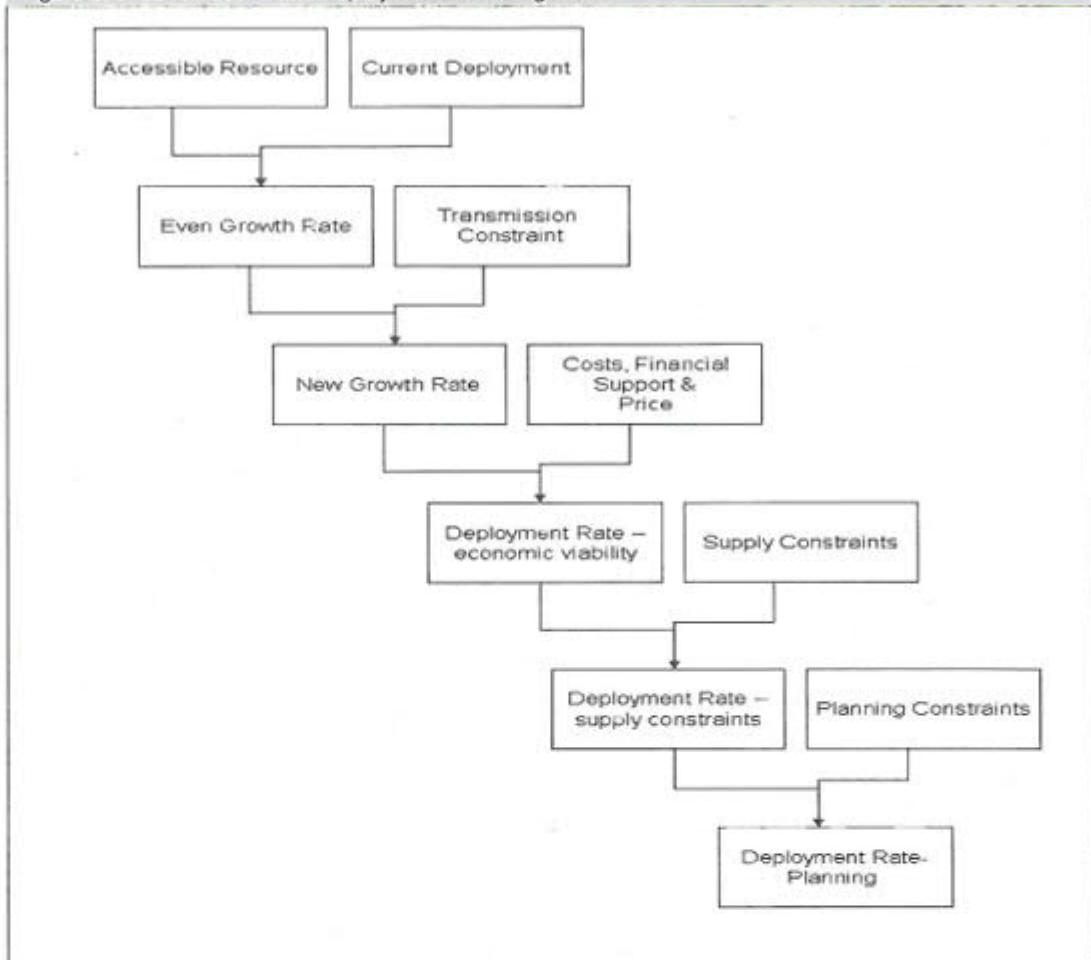 Accessible Resource
Current Deployment
Even Growth Rate
Transmission
Constraint
New Growth Rate
Costs, Financial
Support &
Price
Deployment Rate –
economic viability
Supply Constraints
Deployment Rate –
supply constraints
Planning Constraints
Deployment Rate-
Planning